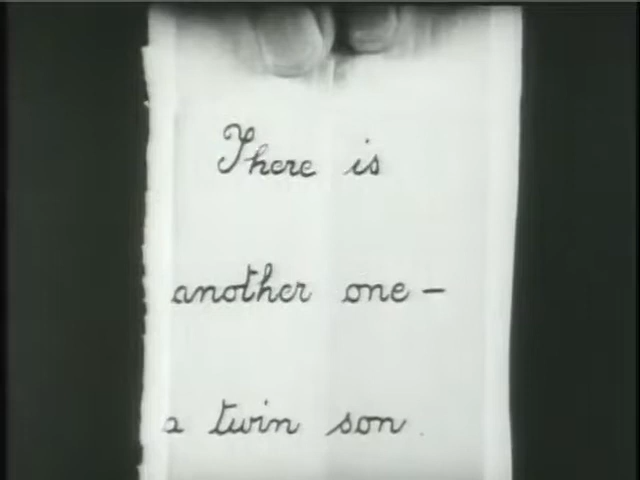 There is
another one –
a twin son.